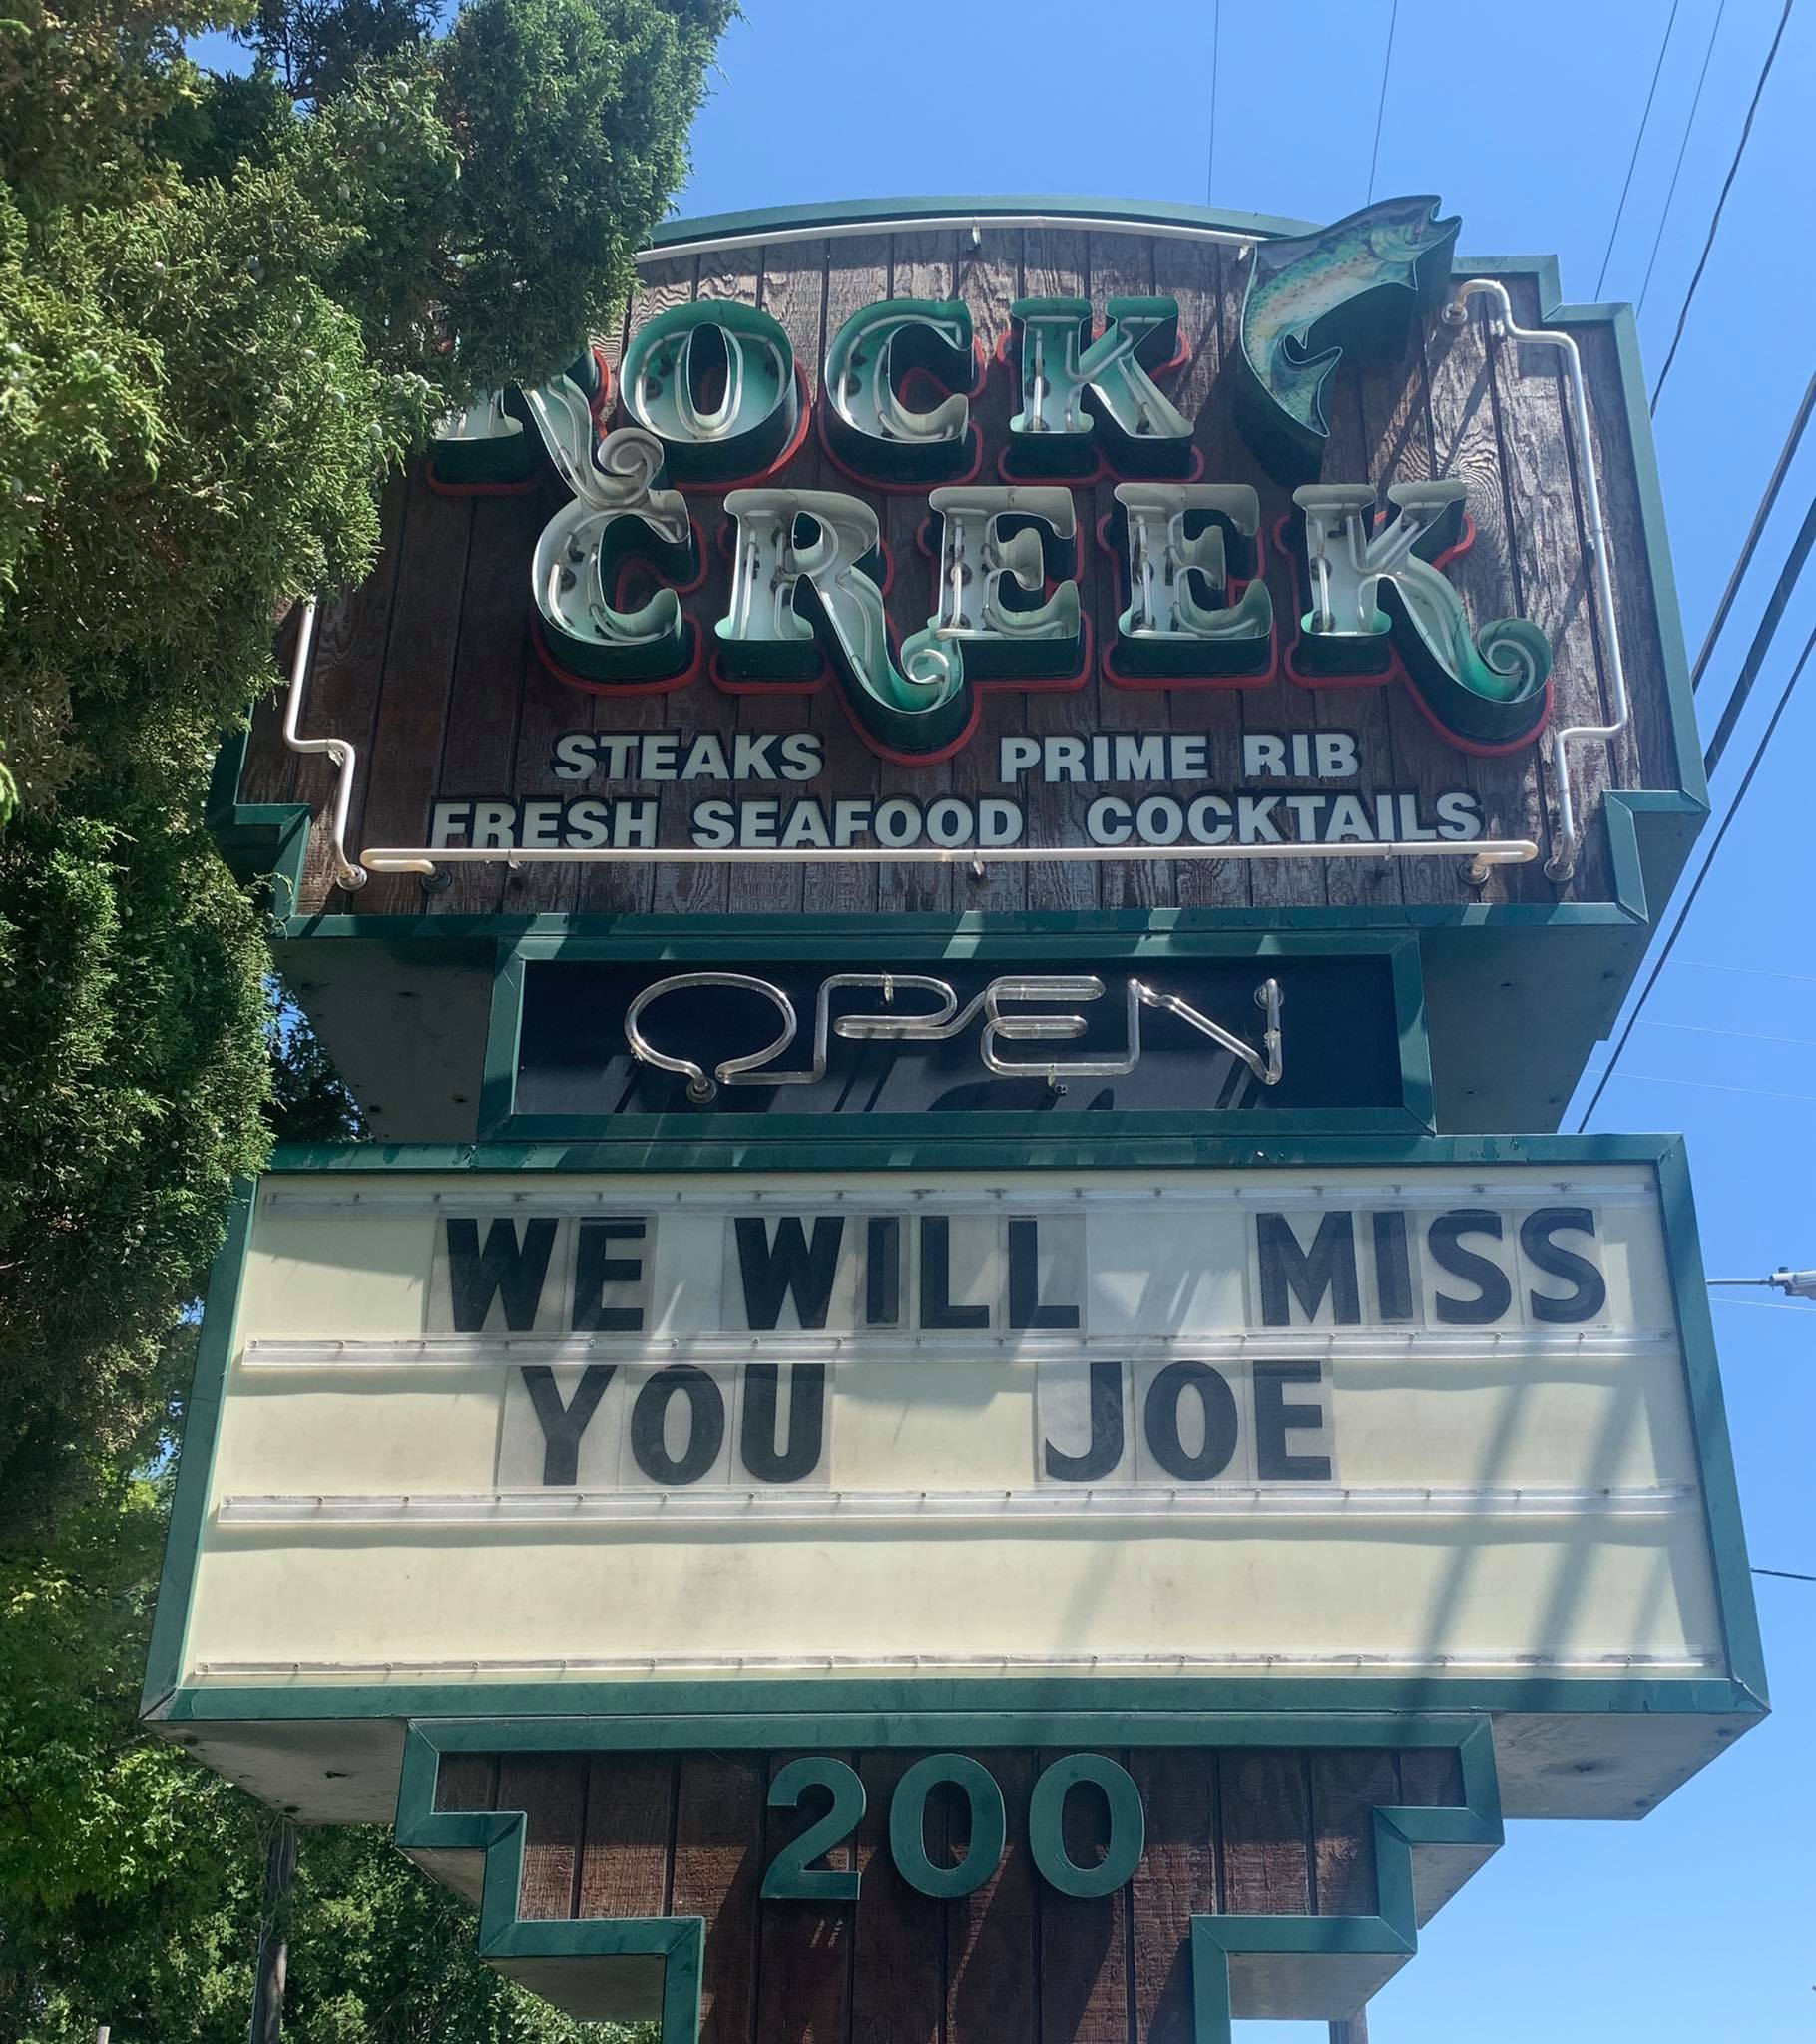 ROCK
CREEK
STEAKS PRIME RIB
FRESH SEAFOOD COCKTAILS
OPEN
WE WILL MISS
YOU JOE
200